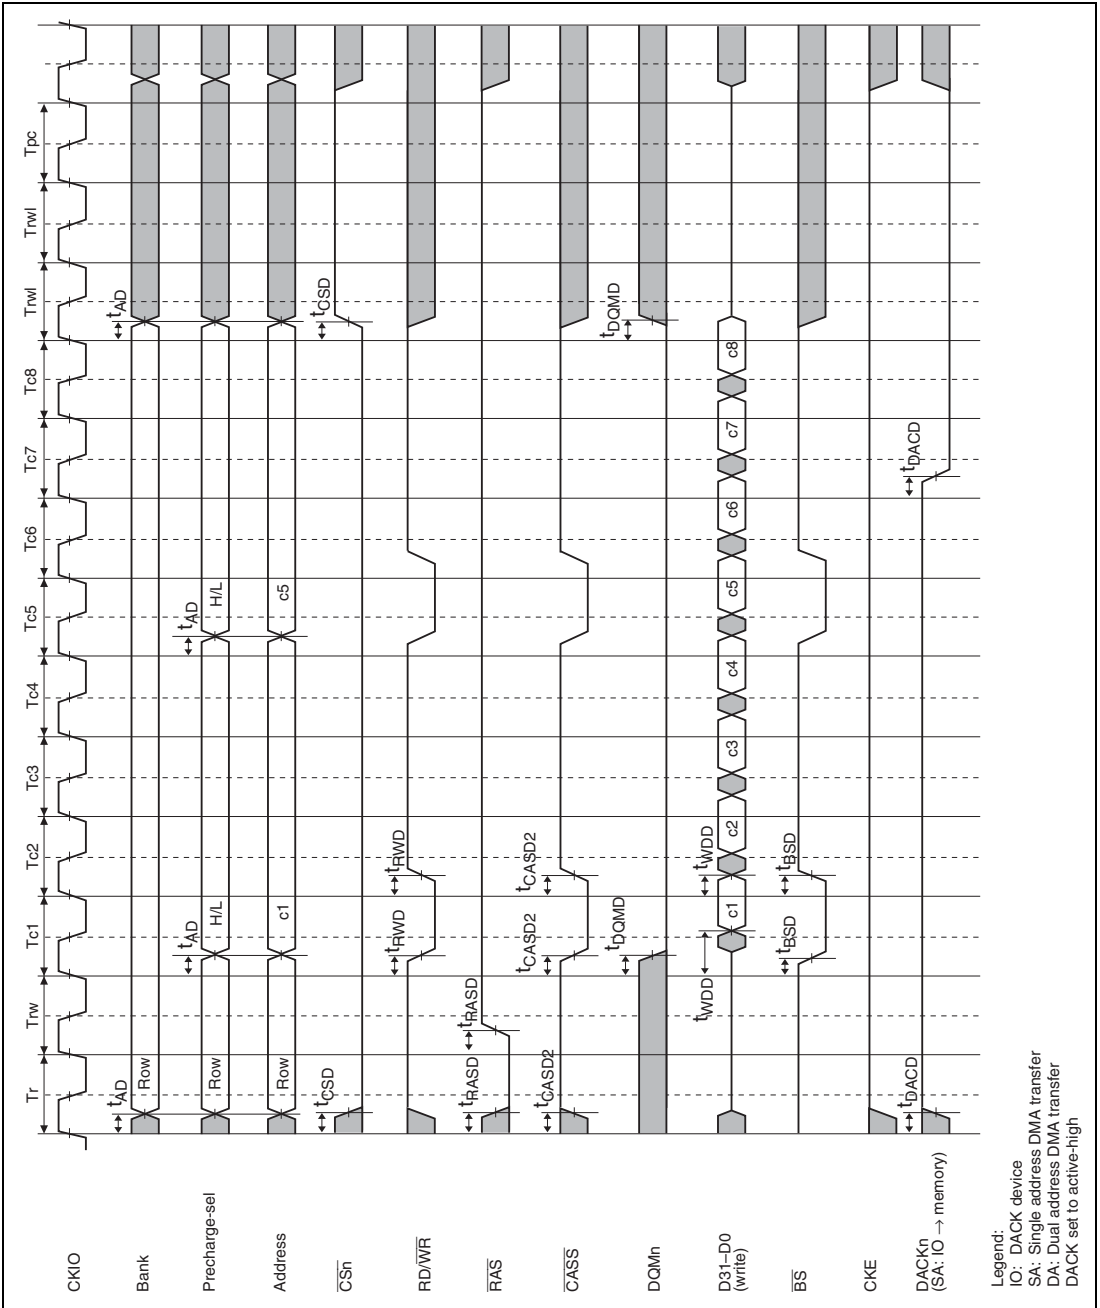 Tr
Trw
Tc1
Tc2
Tc3
Tc4
Tc5
Tc6
Tc7
Tc8
Trwl
Trwl
Tpc
CKIO
Bank
tAD
Row
tAD
Precharge-sel
Row
tAD
H/L
tAD
H/L
Address
Row
c1
c5
CSn
tCSD
tCSD
RD/WR
tRWD
tRWD
RAS
tRASD
tRASD
CASS
tCASD2
tCASD2
tCASD2
DQMn
tDQMD
tDQMD
D31–D0
(write)
tWDD
tWDD
c1
c2
c3
c4
c5
c6
c7
c8
BS
tBSD
tBSD
CKE
DACKn
(SA: IO → memory)
tDACD
tDACD
Legend:
IO: DACK device
SA: Single address DMA transfer
DA: Dual address DMA transfer
DACK set to active-high